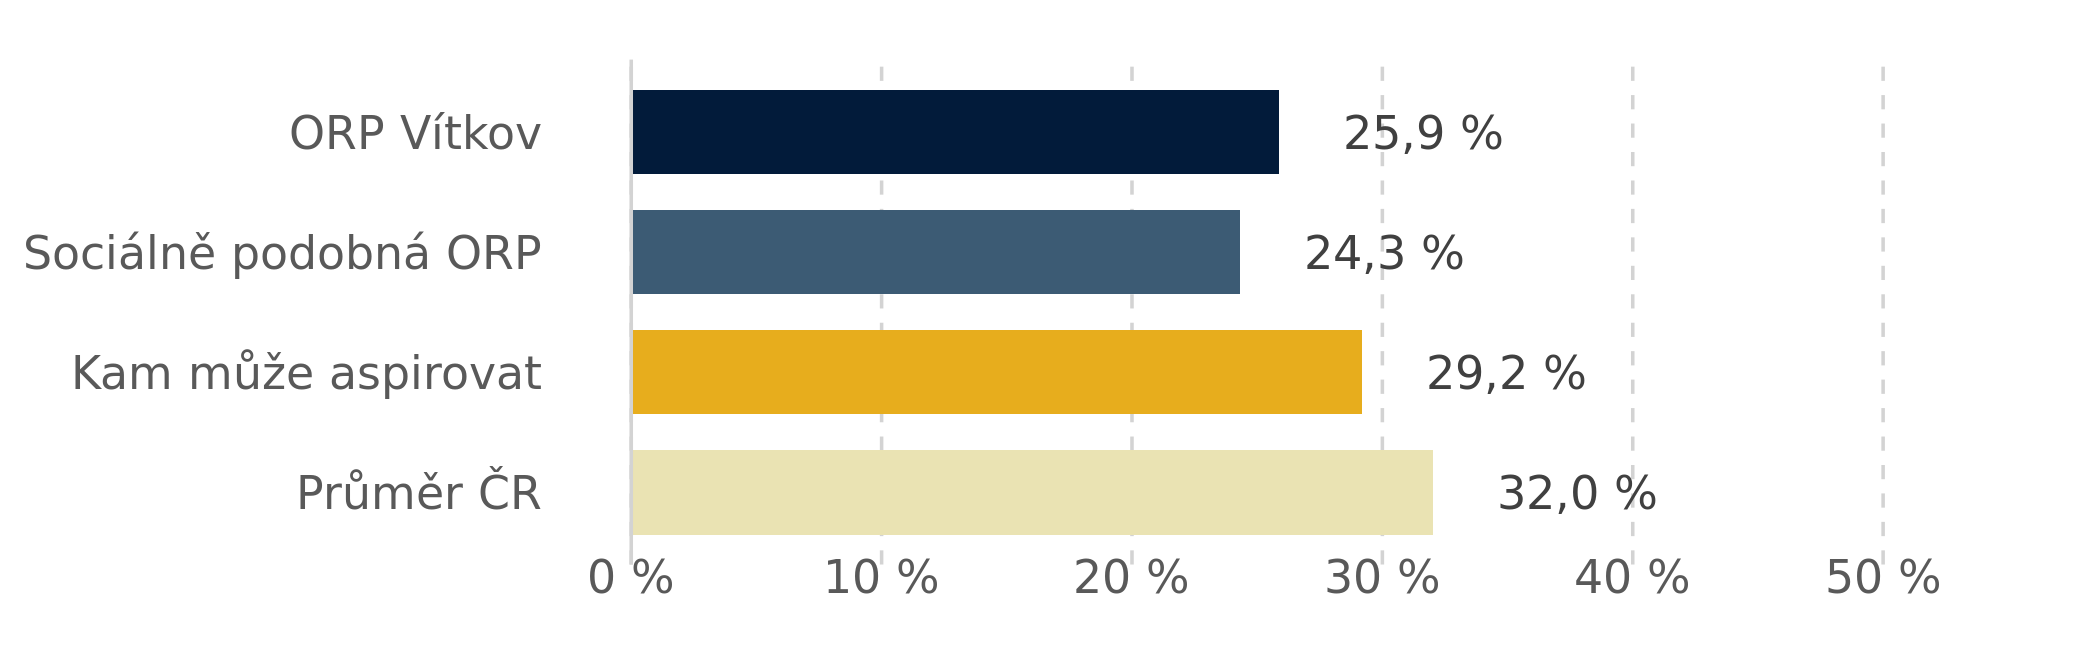 ORP Vítkov 25,9 %
Sociálně podobná ORP 24,3 %
Kam může aspirovat 29,2 %
Průměr ČR 32,0 %
0 % 10 % 20 % 30 % 40 % 50 %